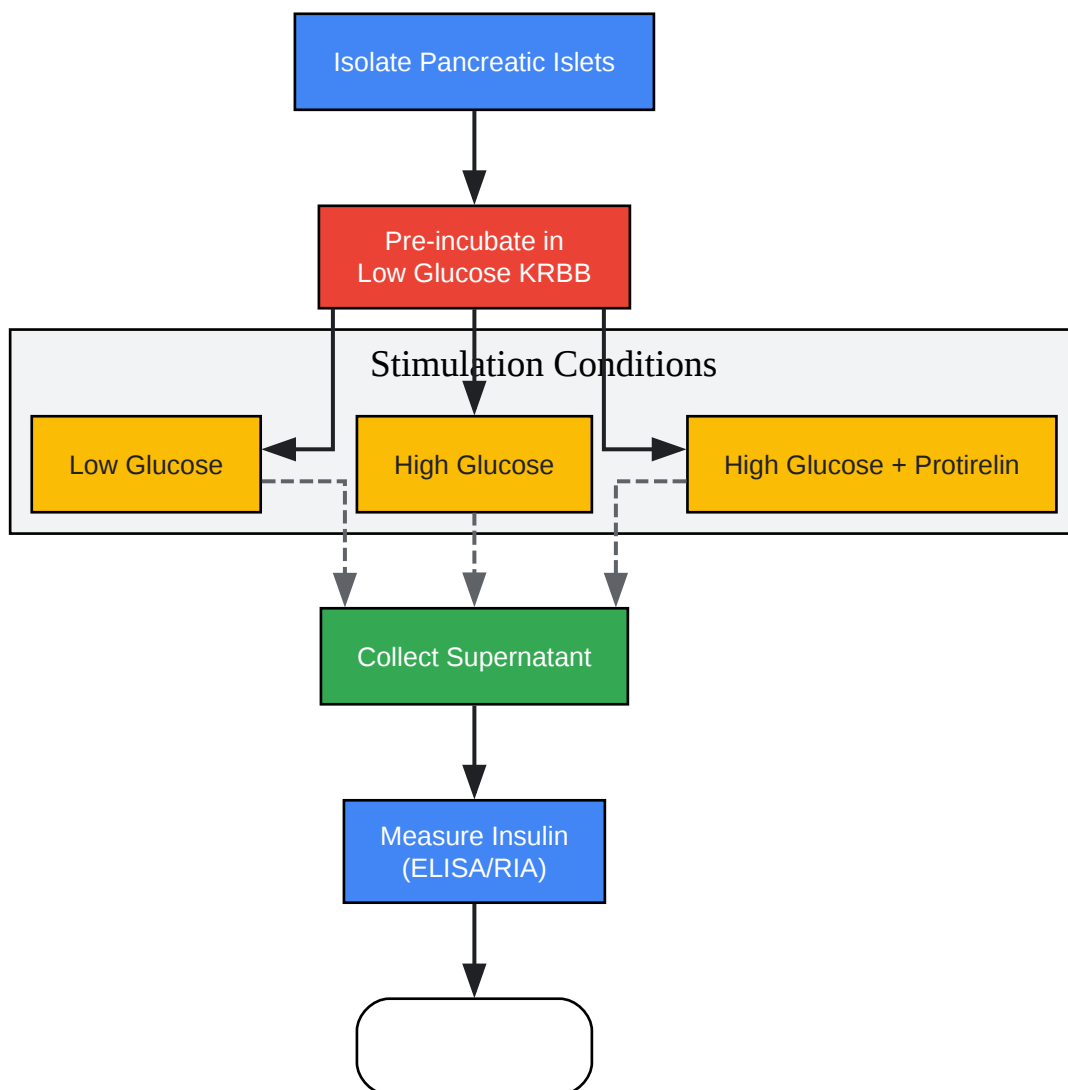 Isolate Pancreatic Islets
Pre-incubate in
Low Glucose KRBB
Stimulation Conditions
Low Glucose
High Glucose
High Glucose + Protirelin
Collect Supernatant
Measure Insulin
(ELISA/RIA)